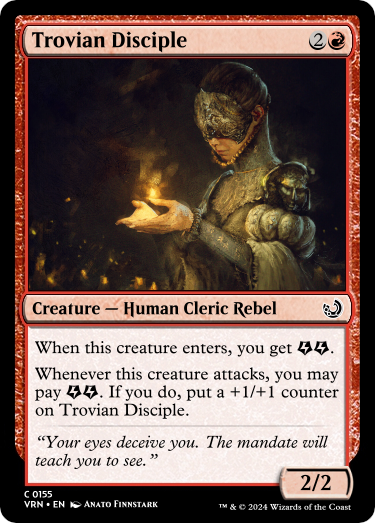 Trovian Disciple 2
Creature — Human Cleric Rebel
When this creature enters, you get.
Whenever this creature attacks, you may
pay. If you do, put a +1/+1 counter
on Trovian Disciple.
“Your eyes deceive you. The mandate will
teach you to see.”
2/2
C 0155
VRN • EN Anato Finnstark
™ & © 2024 Wizards of the Coast